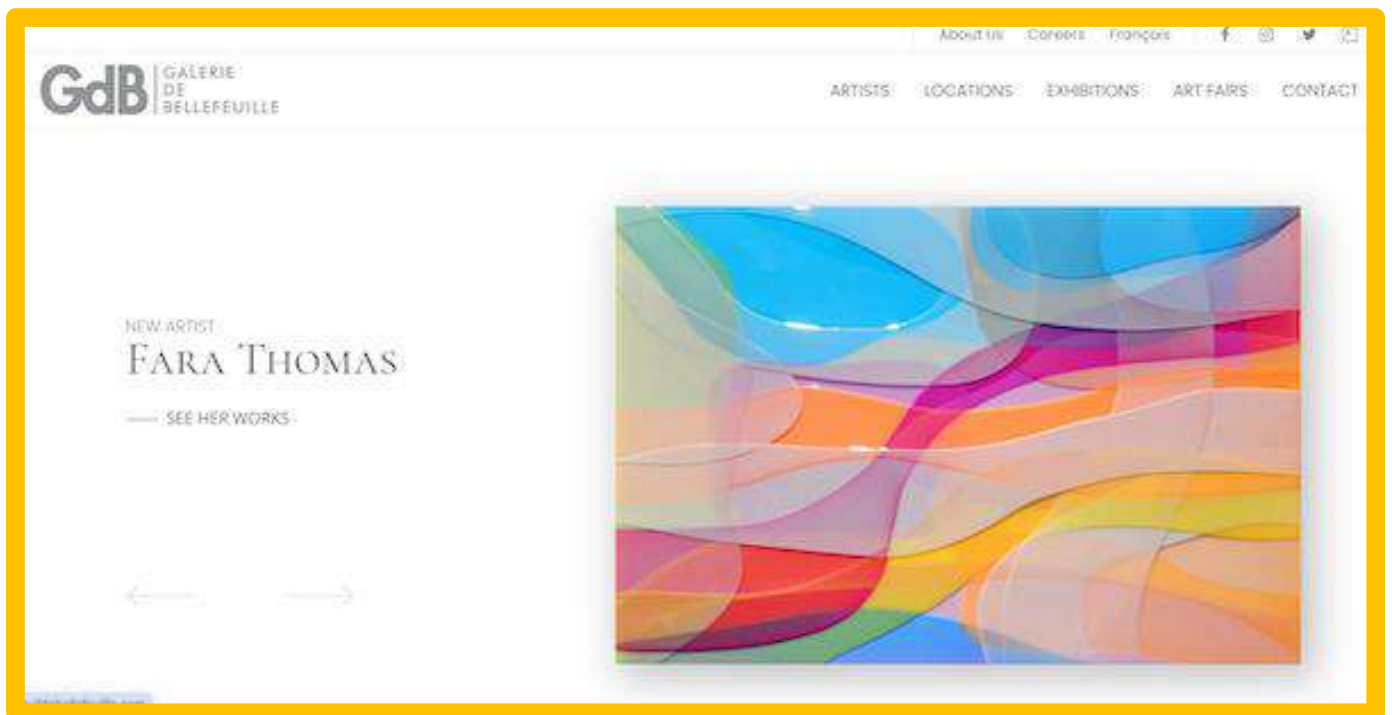 About Us Careers Français
GdB GALERIE
DE
BELLEFEUILLE
ARTISTS LOCATIONS EXHIBITIONS ART FAIRS CONTACT
NEW ARTIST
FARA THOMAS
SEE HER WORKS